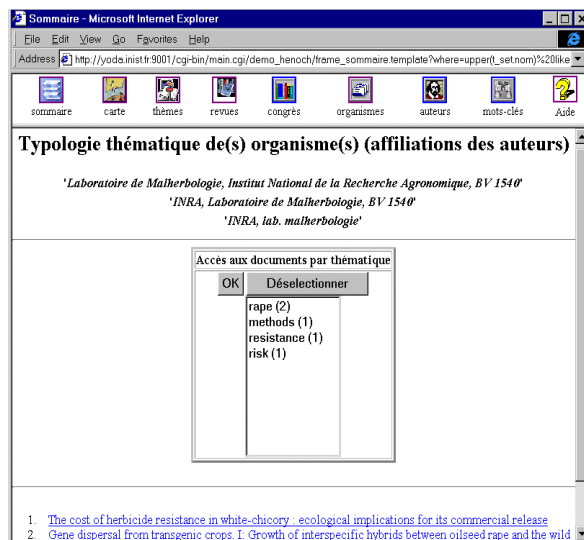 Sommaire - Microsoft Internet Explorer
File Edit View Go Favorites Help
Address http://yoda.inist.fr:9001/cgi-bin/main.cgi/demo_henoch/frame_sommaire.template?where=upper(t_set.nom)%20like
sommaire carte thèmes revues congrès organismes auteurs mots-clés Aide
Typologie thématique de(s) organisme(s) (affiliations des auteurs)
'Laboratoire de Malherbologie, Institut National de la Recherche Agronomique, BV 1540'
'INRA, Laboratoire de Malherbologie, BV 1540'
'INRA, lab. malherbologie'
Accès aux documents par thématique
OK Déselectionner
rape (2)
methods (1)
resistance (1)
risk (1)
1. The cost of herbicide resistance in white-chicory : ecological implications for its commercial release
2. Gene dispersal from transgenic crops. I: Growth of interspecific hybrids between oilseed rape and the wild